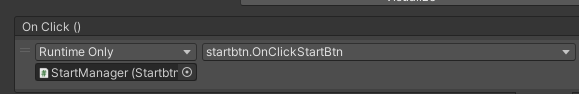 On Click ()
Runtime Only startbtn.OnClickStartBtn
StartManager (Startbtn